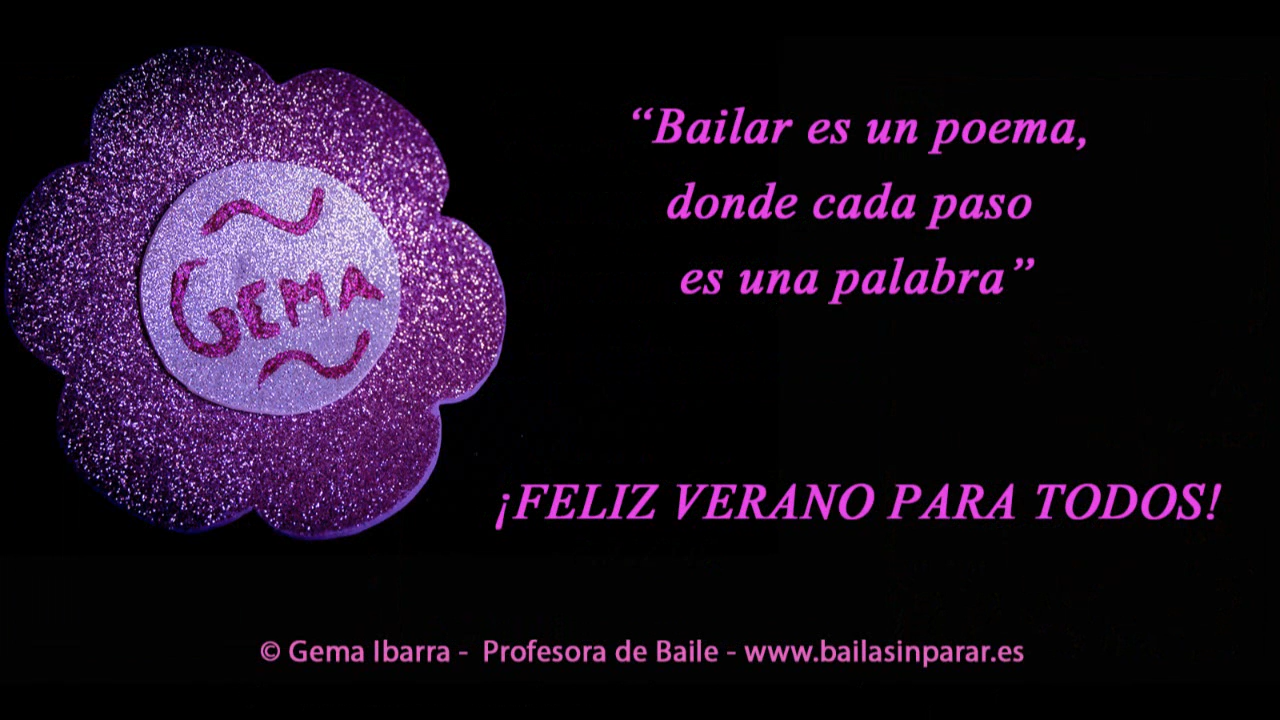 GEMA
“Bailar es un poema,
donde cada paso
es una palabra”
¡FELIZ VERANO PARA TODOS!
© Gema Ibarra - Profesora de Baile - www.bailasinparar.es